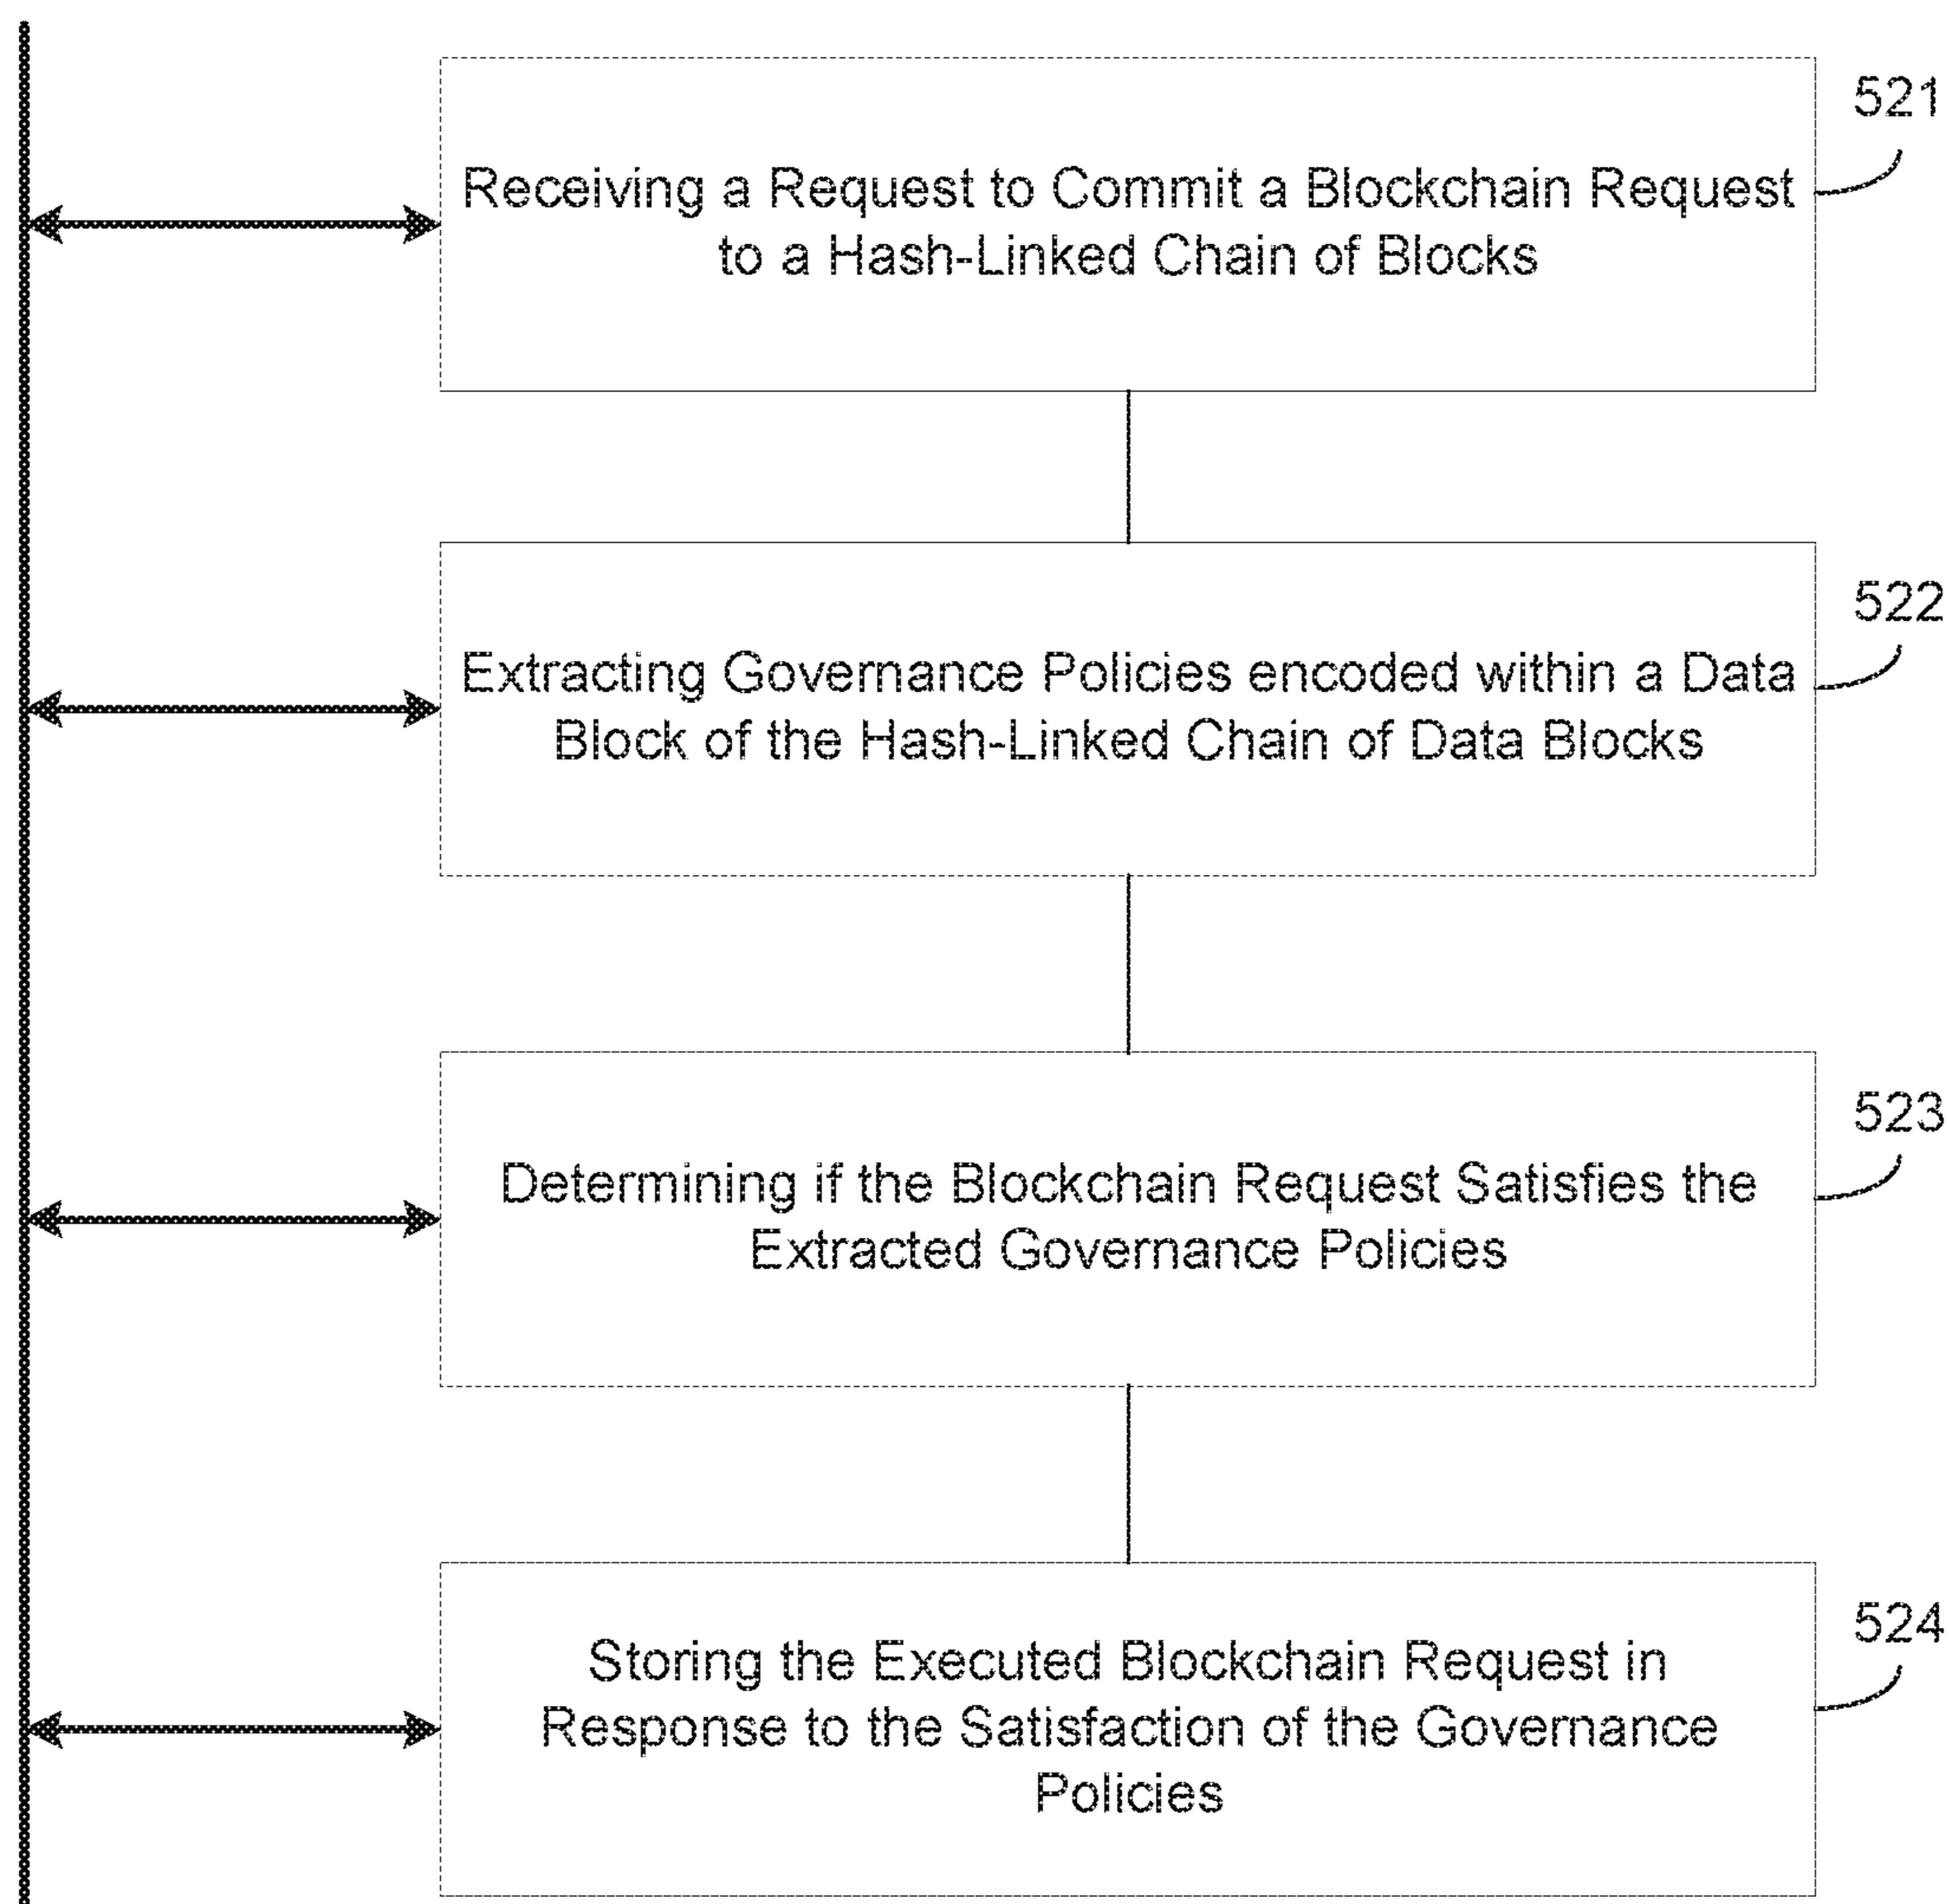 521
Receiving a Request to Commit a Blockchain Request
to a Hash-Linked Chain of Blocks
522
Extracting Governance Policies encoded within a Data
Block of the Hash-Linked Chain of Data Blocks
523
Determining if the Blockchain Request Satisfies the
Extracted Governance Policies
524
Storing the Executed Blockchain Request in
Response to the Satisfaction of the Governance
Policies